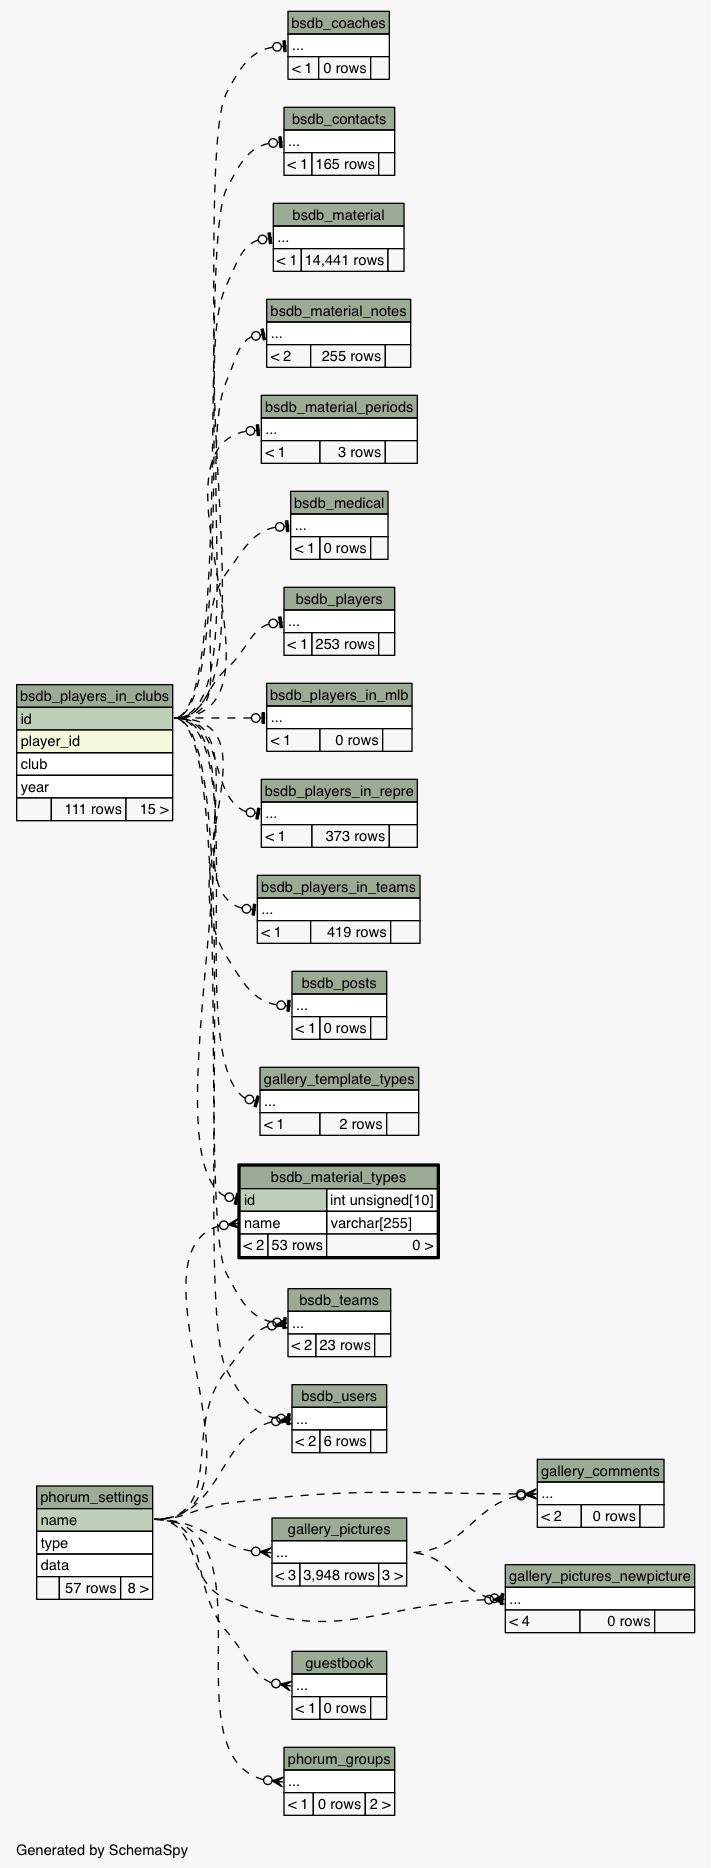 bsdb_coaches
...
< 1 0 rows
bsdb_contacts
...
< 1 165 rows
bsdb_material
...
< 1 14,441 rows
bsdb_material_notes
...
< 2 255 rows
bsdb_material_periods
...
< 1 3 rows
bsdb_medical
...
< 1 0 rows
bsdb_players
...
< 1 253 rows
bsdb_players_in_clubs
id
player_id
club
year
111 rows 15 >
bsdb_players_in_mlb
...
< 1 0 rows
bsdb_players_in_repre
...
< 1 373 rows
bsdb_players_in_teams
...
< 1 419 rows
bsdb_posts
...
< 1 0 rows
gallery_template_types
...
< 1 2 rows
bsdb_material_types
id int unsigned[10]
name varchar[255]
< 2 53 rows 0 >
bsdb_teams
...
< 2 23 rows
bsdb_users
...
< 2 6 rows
phorum_settings
name
type
data
57 rows 8 >
gallery_comments
...
< 2 0 rows
gallery_pictures
...
< 3 3,948 rows 3 >
gallery_pictures_newpicture
...
< 4 0 rows
guestbook
...
< 1 0 rows
phorum_groups
...
< 1 0 rows 2 >
Generated by SchemaSpy